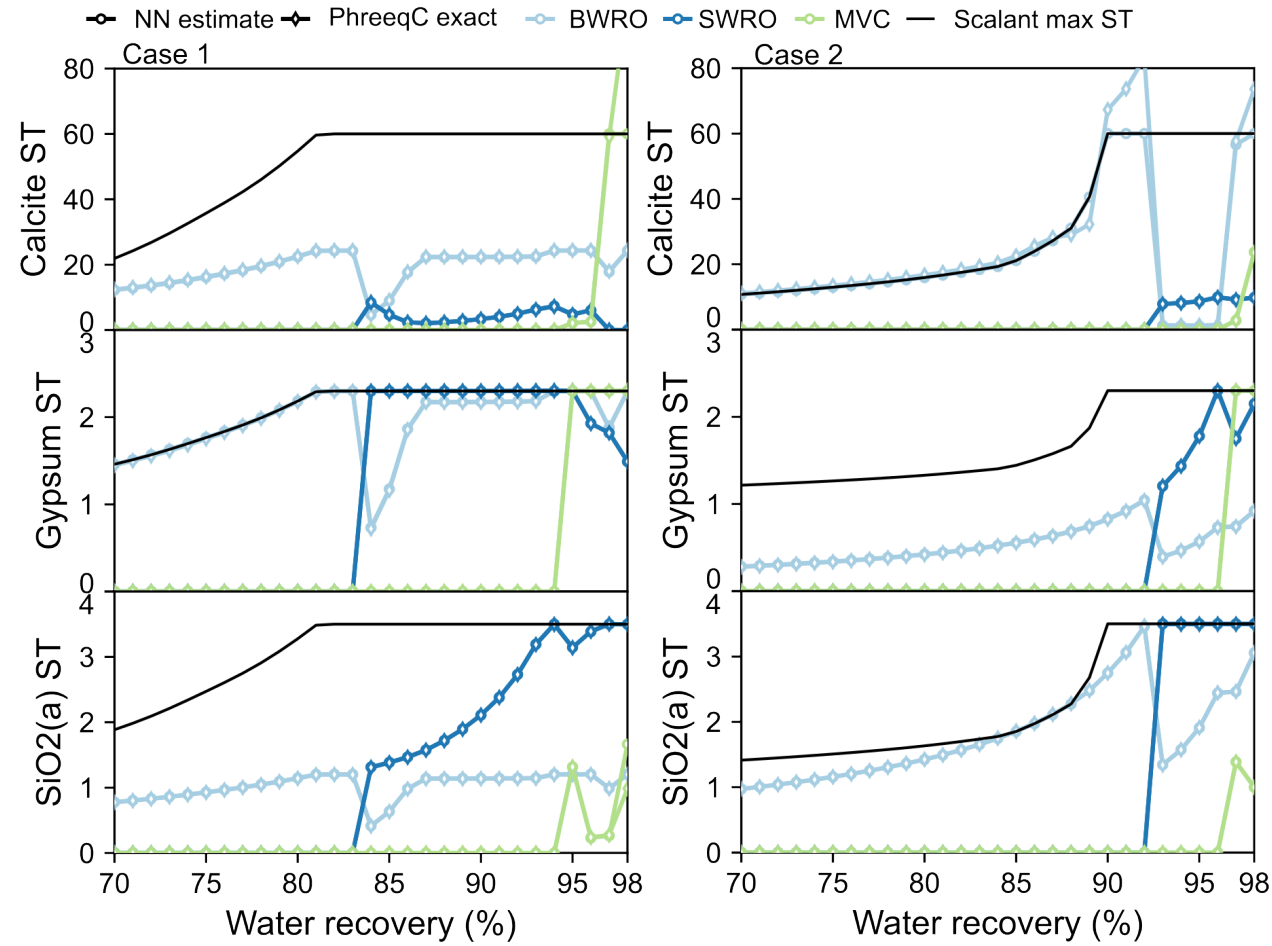 NN estimate PhreeqC exact BWRO SWRO MVC Scalant max ST
Case 1 Case 2
80 80
60 60
40 40
20 20
0 0
Calcite ST Calcite ST
3 3
2 2
1 1
0 0
Gypsum ST Gypsum ST
4 4
3 3
2 2
1 1
0 0
SiO2(a) ST SiO2(a) ST
70 75 80 85 90 95 98 70 75 80 85 90 95 98
Water recovery (%) Water recovery (%)